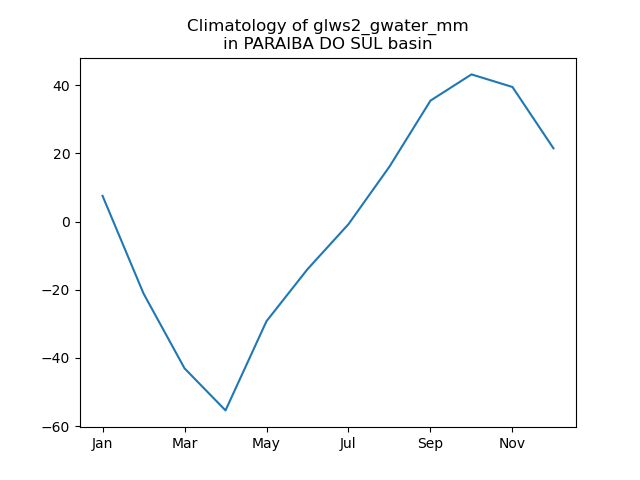 Climatology of glws2_gwater_mm
in PARAIBA DO SUL basin
40
20
0
−20
−40
−60
Jan
Mar
May
Jul
Sep
Nov